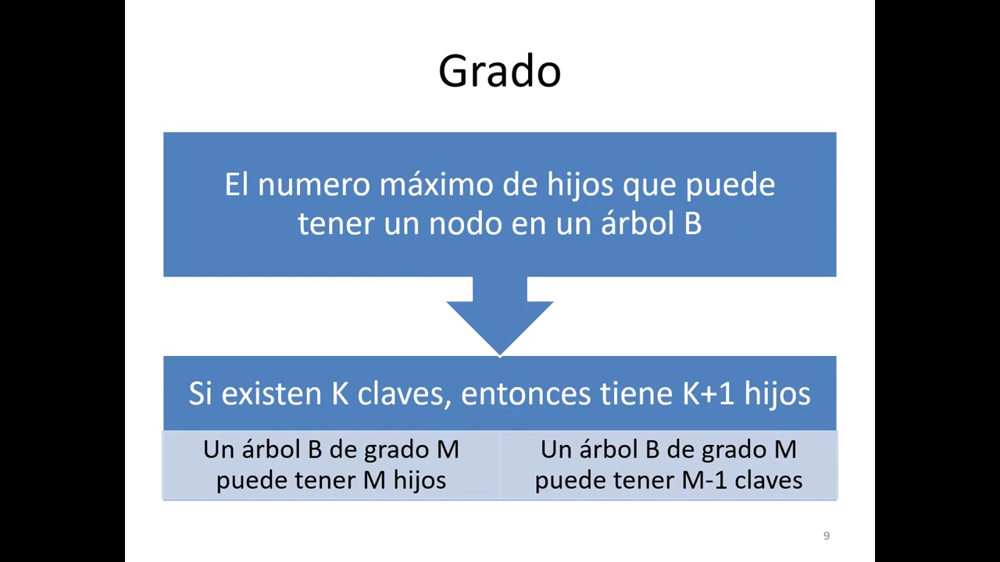 Grado
El numero máximo de hijos que puede
tener un nodo en un árbol B
Si existen K claves, entonces tiene K+1 hijos
Un árbol B de grado M
puede tener M hijos
Un árbol B de grado M
puede tener M-1 claves
9